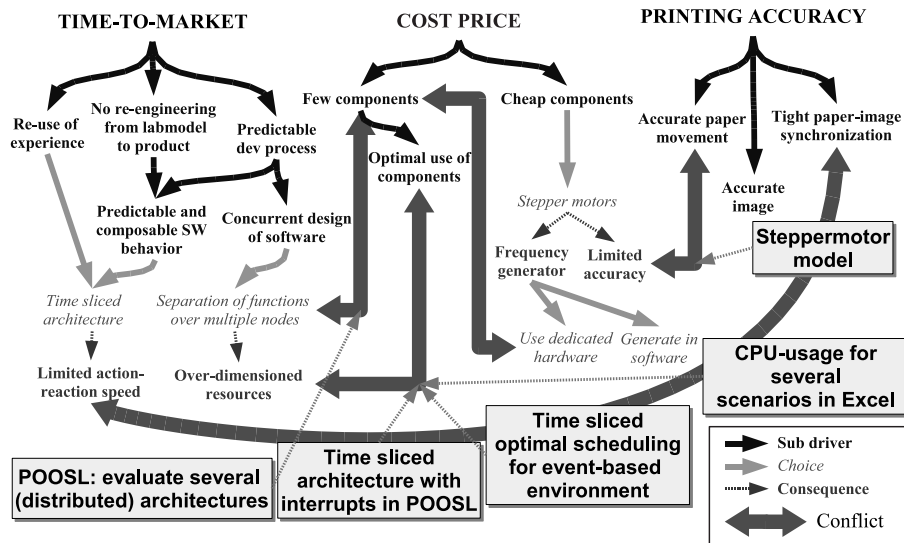 TIME-TO-MARKET
COST PRICE
PRINTING ACCURACY
Re-use of
experience
No re-engineering
from labmodel
to product
Predictable
dev process
Few components
Cheap components
Accurate paper
movement
Tight paper-image
synchronization
Optimal use of
components
Accurate
image
Predictable and
composable SW
behavior
Concurrent design
of software
Stepper motors
Frequency
generator
Limited
accuracy
Steppermotor
model
Time sliced
architecture
Separation of functions
over multiple nodes
Use dedicated
hardware
Generate in
software
Limited action-
reaction speed
Over-dimensioned
resources
CPU-usage for
several
scenarios in Excel
POOSL: evaluate several
(distributed) architectures
Time sliced
architecture with
interrupts in POOSL
Time sliced
optimal scheduling
for event-based
environment
Sub driver
Choice
Consequence
Conflict